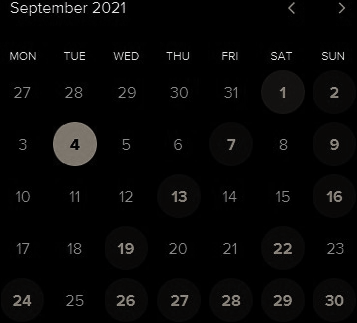 September 2021
MON TUE WED THU FRI SAT SUN
27 28 29 30 31 1 2
3 4 5 6 7 8 9
10 11 12 13 14 15 16
17 18 19 20 21 22 23
24 25 26 27 28 29 30